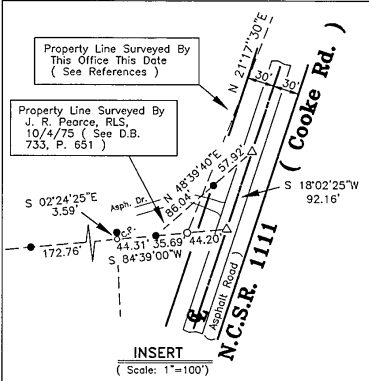 Property Line Surveyed By
This Office This Date
( See References )
N 21°17'30"E
30'
30'
( Cooke Rd. )
Property Line Surveyed By
J. R. Pearce, RLS,
10/4/75 ( See D.B.
733, P. 651 )
N 48°39'40"E
57.92'
86.04'
Asph. Dr.
S 02°24'25"E
3.59'
S 18°02'25"W
92.16'
C.P.
172.76'
44.31'
35.69'
44.20'
S 84°39'00"W
℄
Asphalt Road )
N.C.S.R. 1111
INSERT
( Scale: 1"=100')